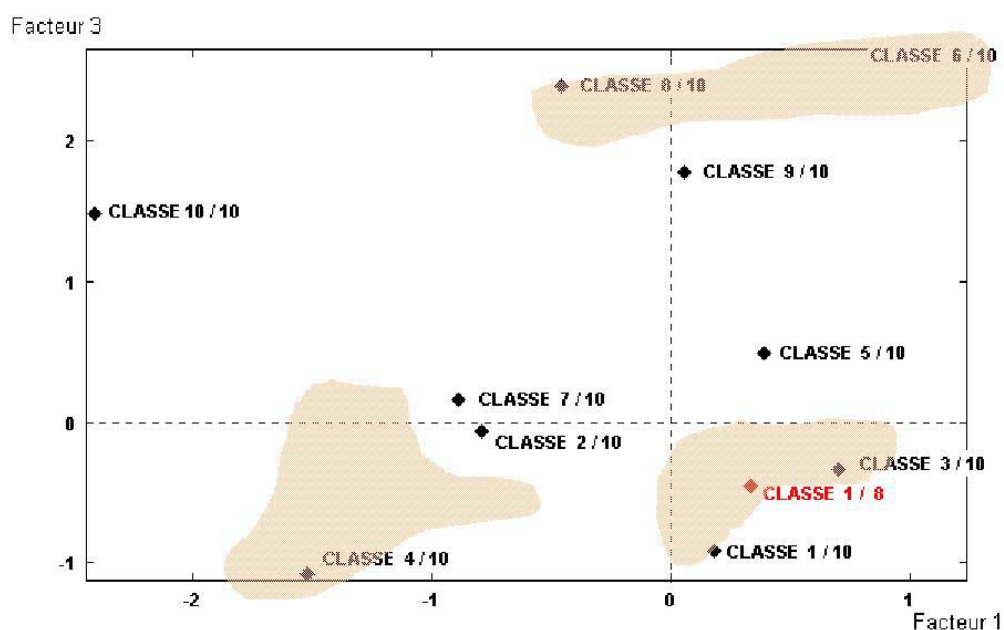 Facteur 3
CLASSE 6 / 10
CLASSE 8 / 10
2
CLASSE 9 / 10
CLASSE 10 / 10
1
CLASSE 5 / 10
CLASSE 7 / 10
0
CLASSE 2 / 10
CLASSE 3 / 10
CLASSE 1 / 8
CLASSE 1 / 10
CLASSE 4 / 10
-1
-2
-1
0
1
Facteur 1